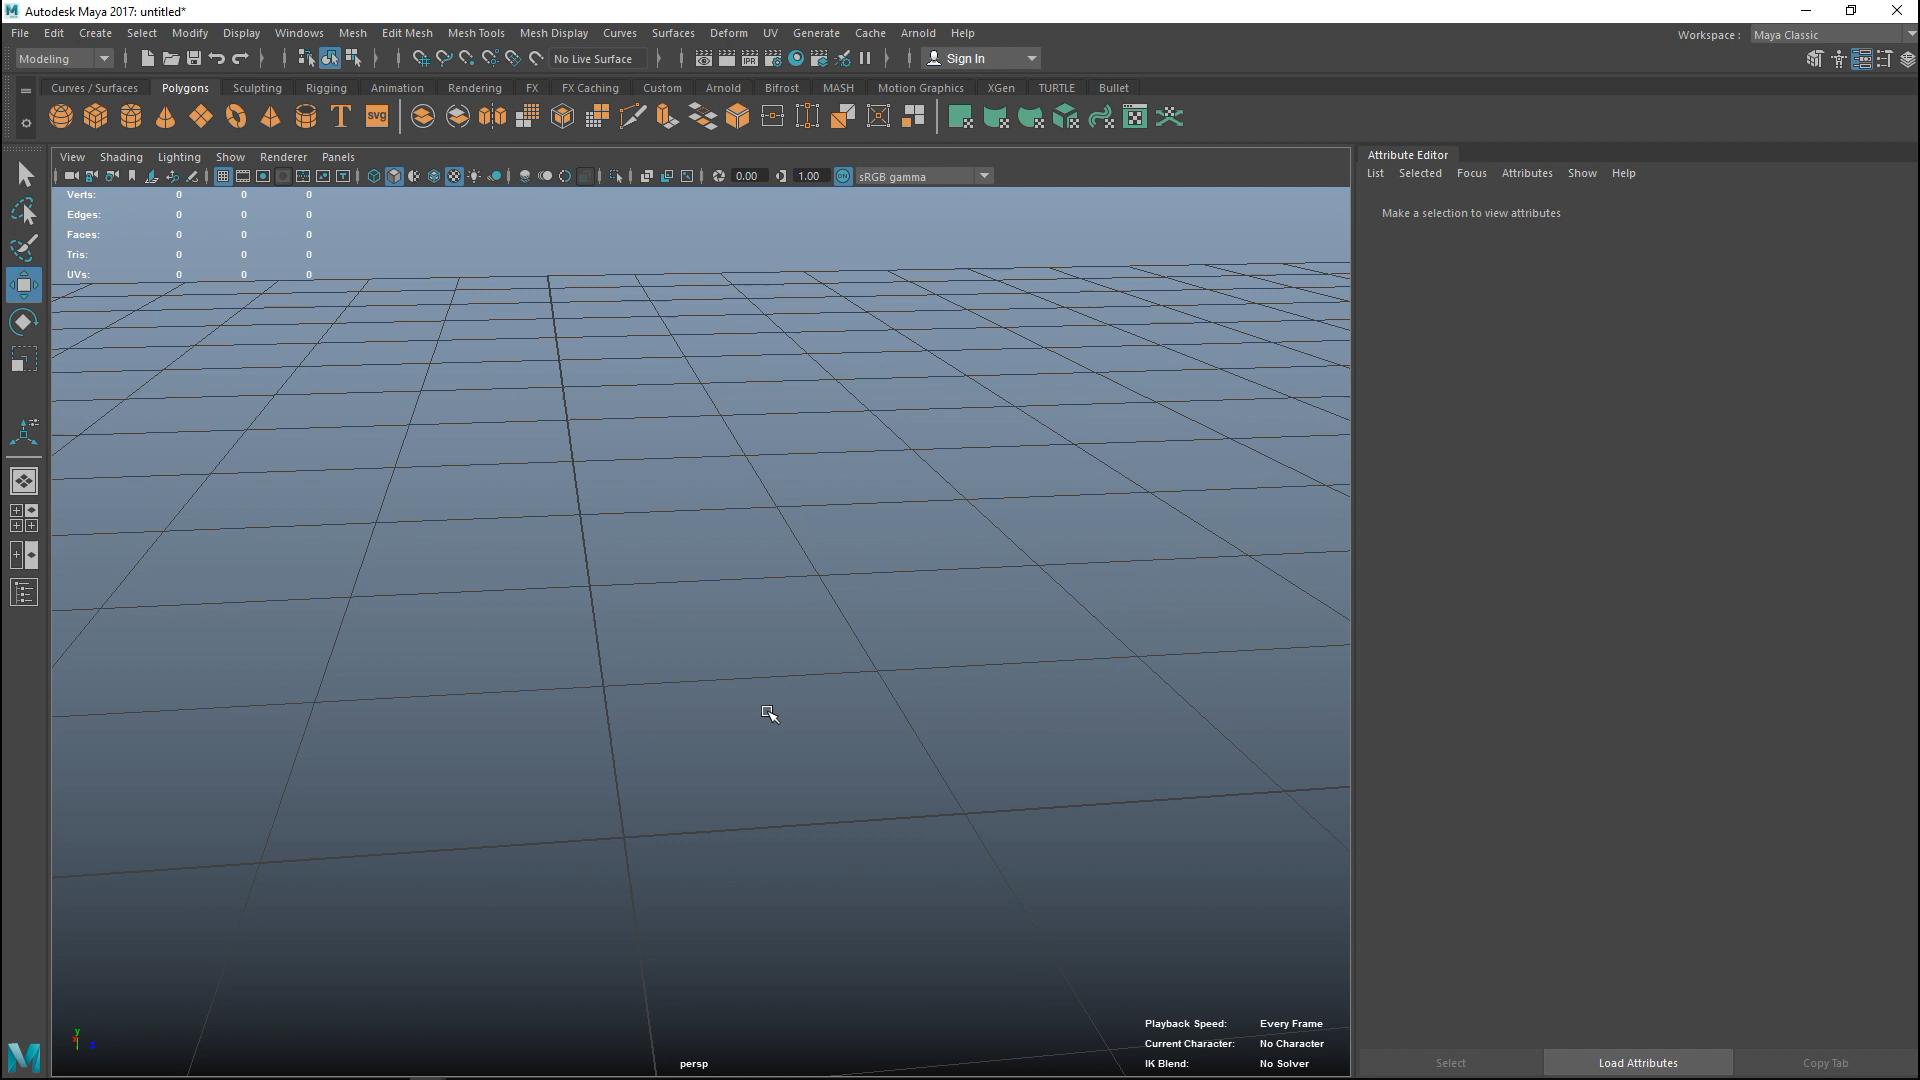 Autodesk Maya 2017: untitled*
File Edit Create Select Modify Display Windows Mesh Edit Mesh Mesh Tools Mesh Display Curves Surfaces Deform UV Generate Cache Arnold Help
Workspace : Maya Classic
Modeling No Live Surface Sign In
Curves / Surfaces Polygons Sculpting Rigging Animation Rendering FX FX Caching Custom Arnold Bifrost MASH Motion Graphics XGen TURTLE Bullet
T SVG
View Shading Lighting Show Renderer Panels
0.00 1.00 ON sRGB gamma
Verts: 0 0 0
Edges: 0 0 0
Faces: 0 0 0
Tris: 0 0 0
UVs: 0 0 0
Attribute Editor
List Selected Focus Attributes Show Help
Make a selection to view attributes
Playback Speed: Every Frame
Current Character: No Character
IK Blend: No Solver
persp
y
Select Load Attributes Copy Tab